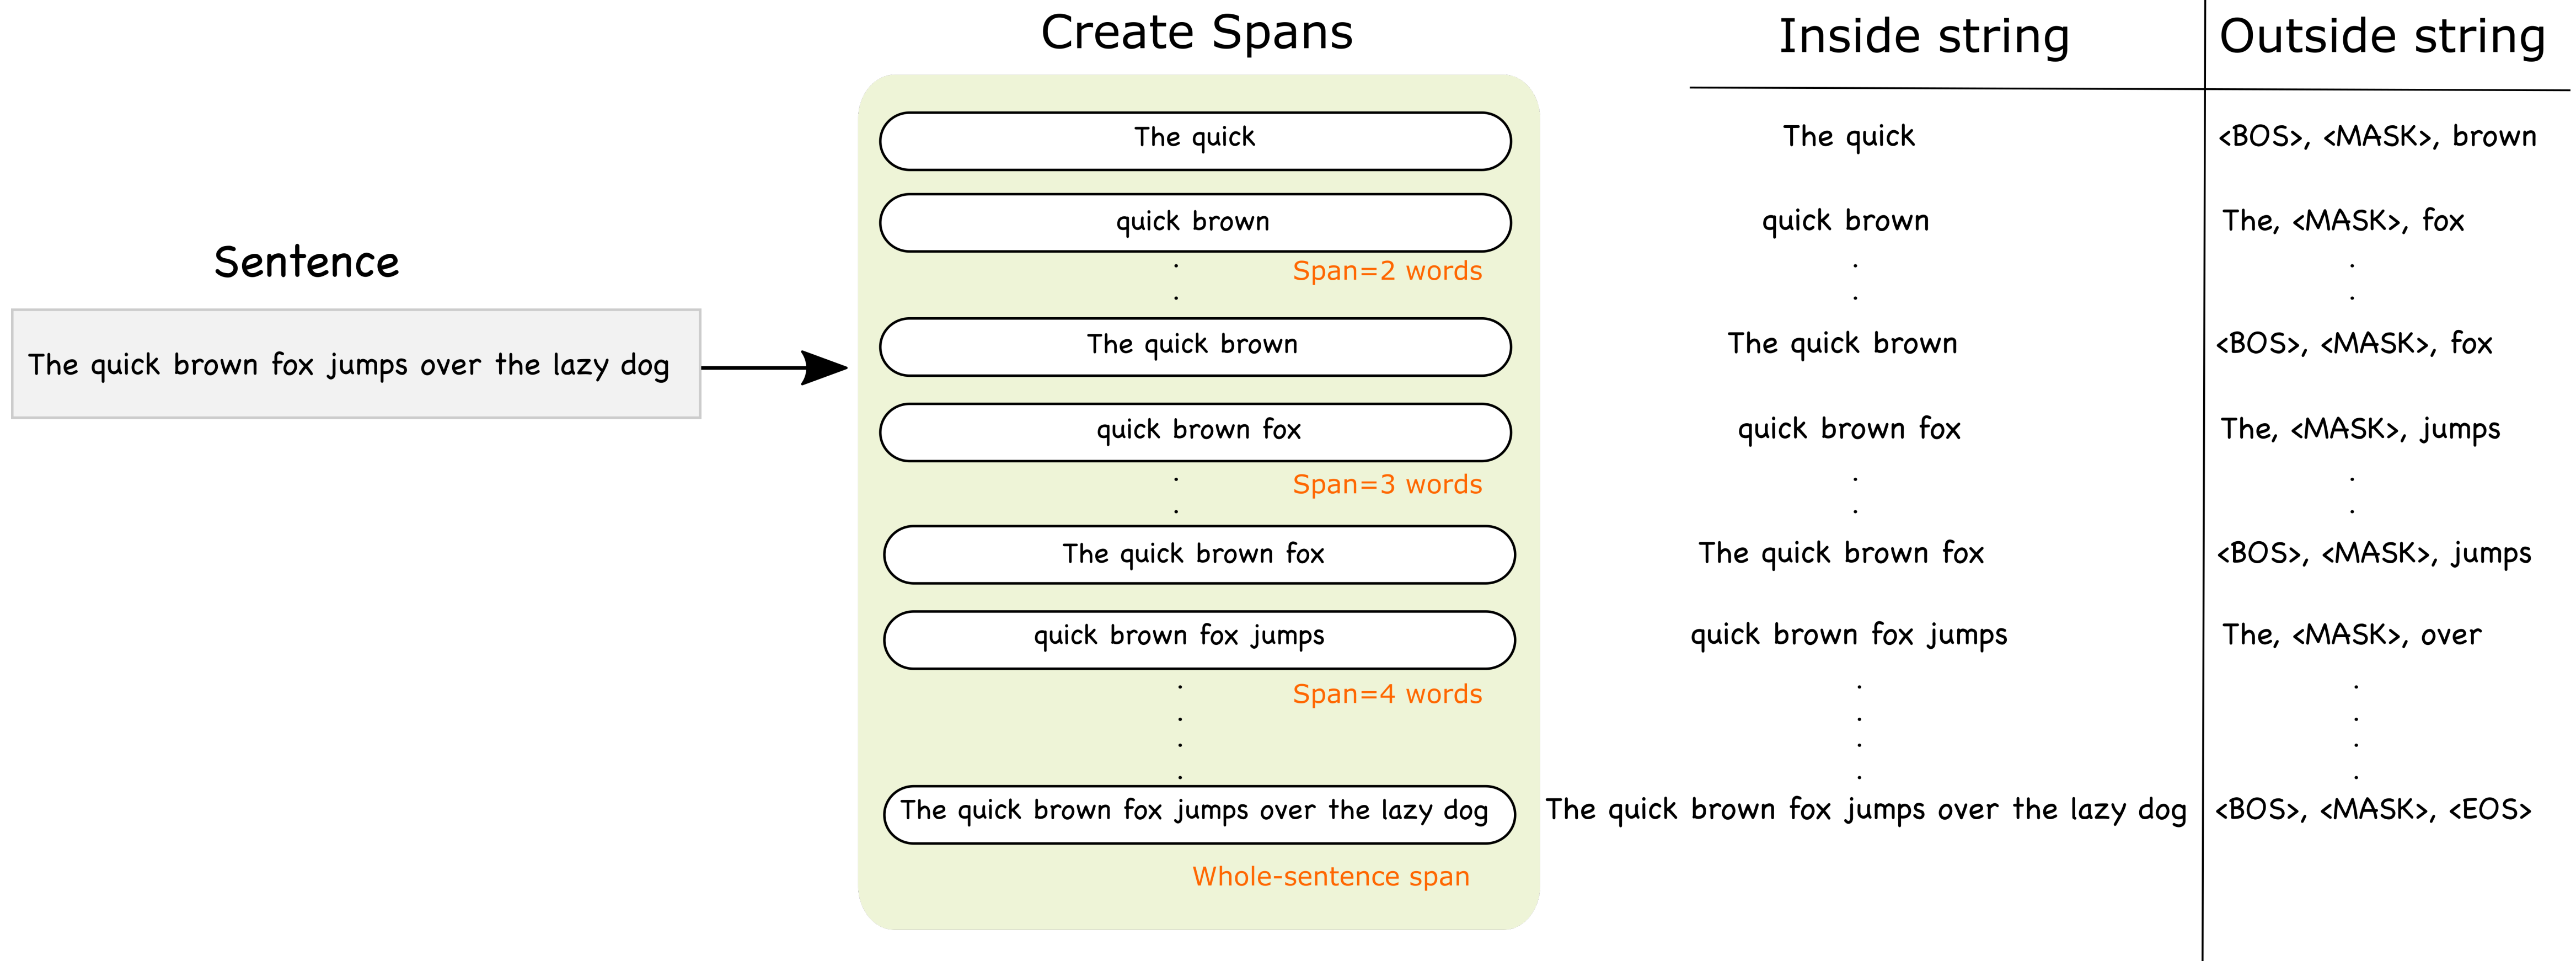 Create Spans
Inside string
Outside string
The quick
The quick
<BOS>, <MASK>, brown
quick brown
quick brown
The, <MASK>, fox
Sentence
Span=2 words
The quick brown fox jumps over the lazy dog
The quick brown
The quick brown
<BOS>, <MASK>, fox
quick brown fox
quick brown fox
The, <MASK>, jumps
Span=3 words
The quick brown fox
The quick brown fox
<BOS>, <MASK>, jumps
quick brown fox jumps
quick brown fox jumps
The, <MASK>, over
Span=4 words
The quick brown fox jumps over the lazy dog
The quick brown fox jumps over the lazy dog
<BOS>, <MASK>, <EOS>
Whole-sentence span